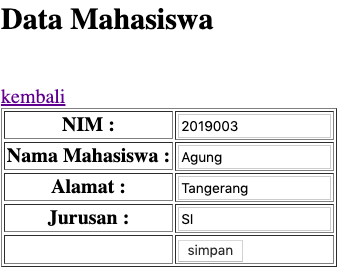 Data Mahasiswa
kembali
NIM : 2019003
Nama Mahasiswa : Agung
Alamat : Tangerang
Jurusan : SI
simpan